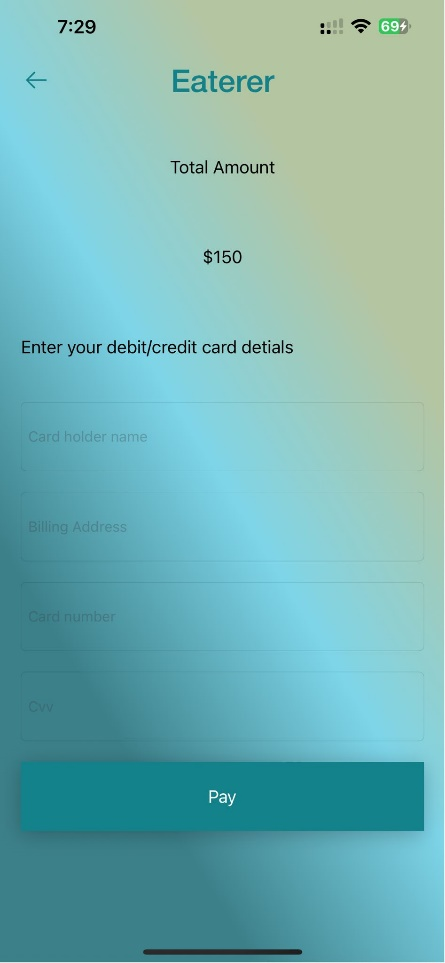 7:29
69
Eaterer
Total Amount
$150
Enter your debit/credit card detials
Card holder name
Billing Address
Card number
Cvv
Pay